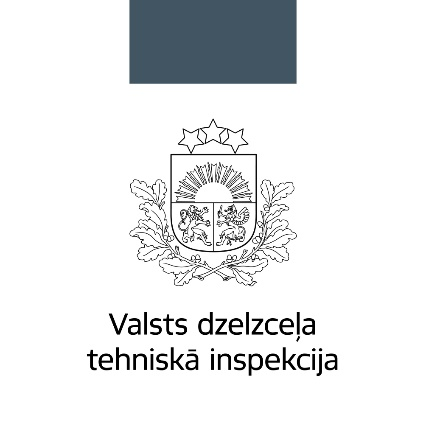 Valsts dzelzceļa
tehniskā inspekcija